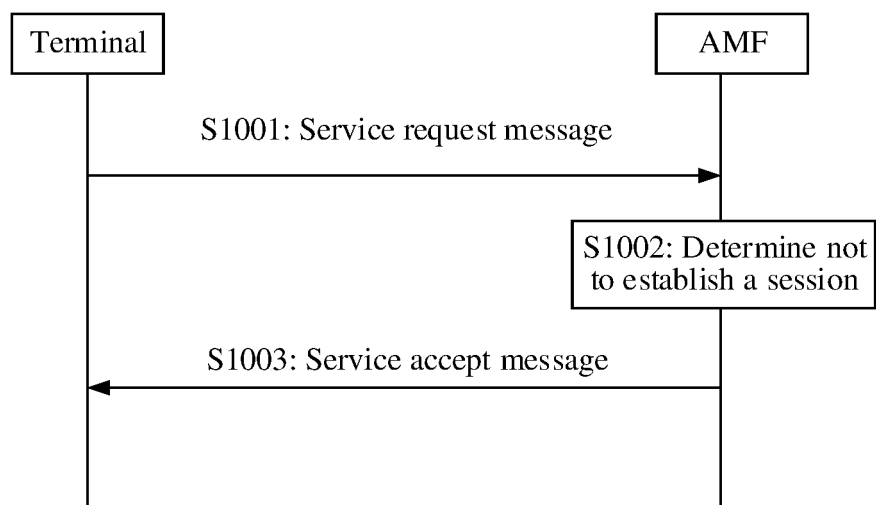 Terminal
AMF
S1001: Service request message
S1002: Determine not
to establish a session
S1003: Service accept message